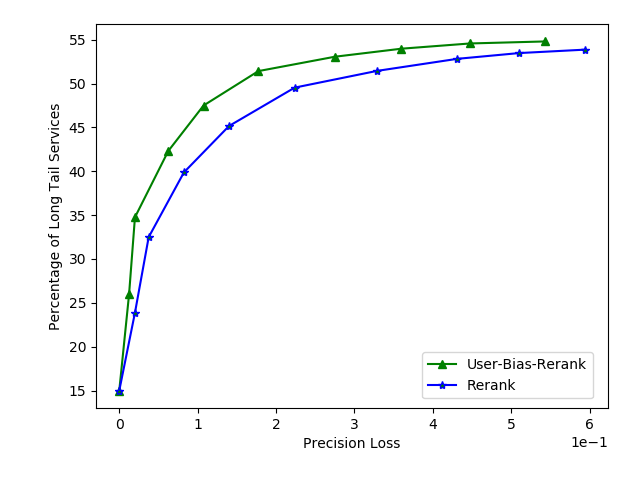 55
50
45
40
35
30
25
20
15
Percentage of Long Tail Services
User-Bias-Rerank
Rerank
0 1 2 3 4 5 6
1e−1
Precision Loss